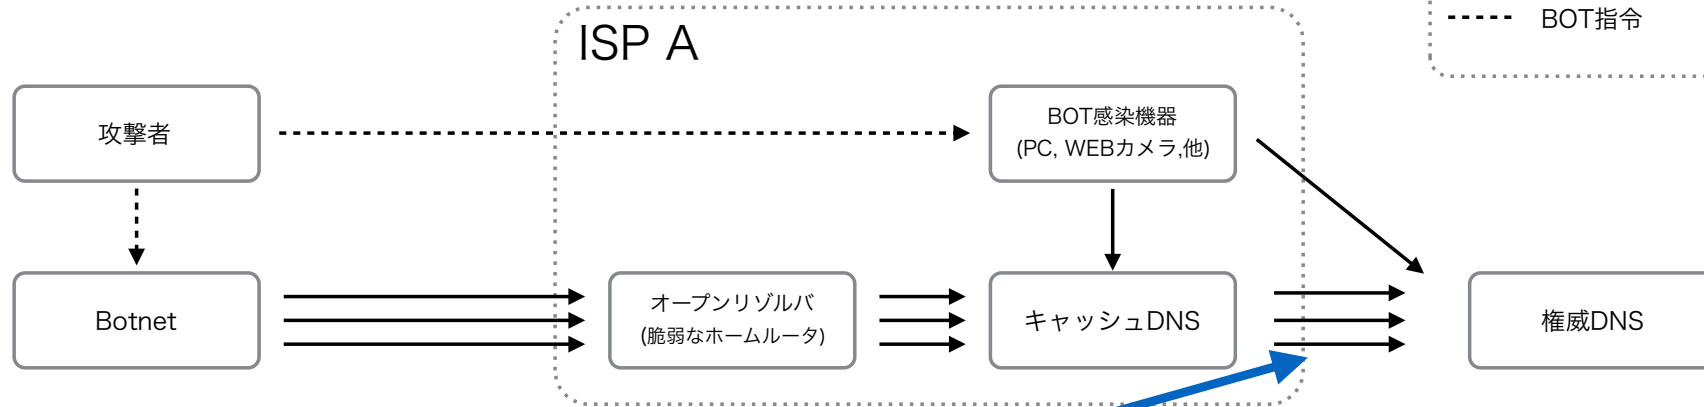 ISP A
BOT指令
攻撃者
BOT感染機器
(PC, WEBカメラ,他)
Botnet
オープンリゾルバ
(脆弱なホームルータ)
キャッシュDNS
権威DNS